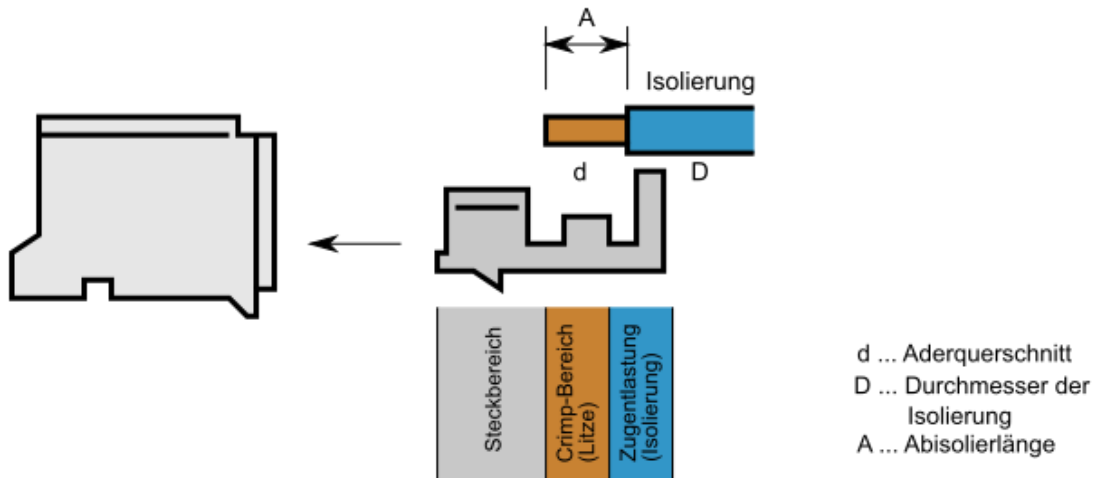 A
Isolierung
d
D
Steckbereich
Crimp-Bereich
(Litze)
Zugentlastung
(Isolierung)
d ... Aderquerschnitt
D ... Durchmesser der
Isolierung
A ... Abisolierlänge